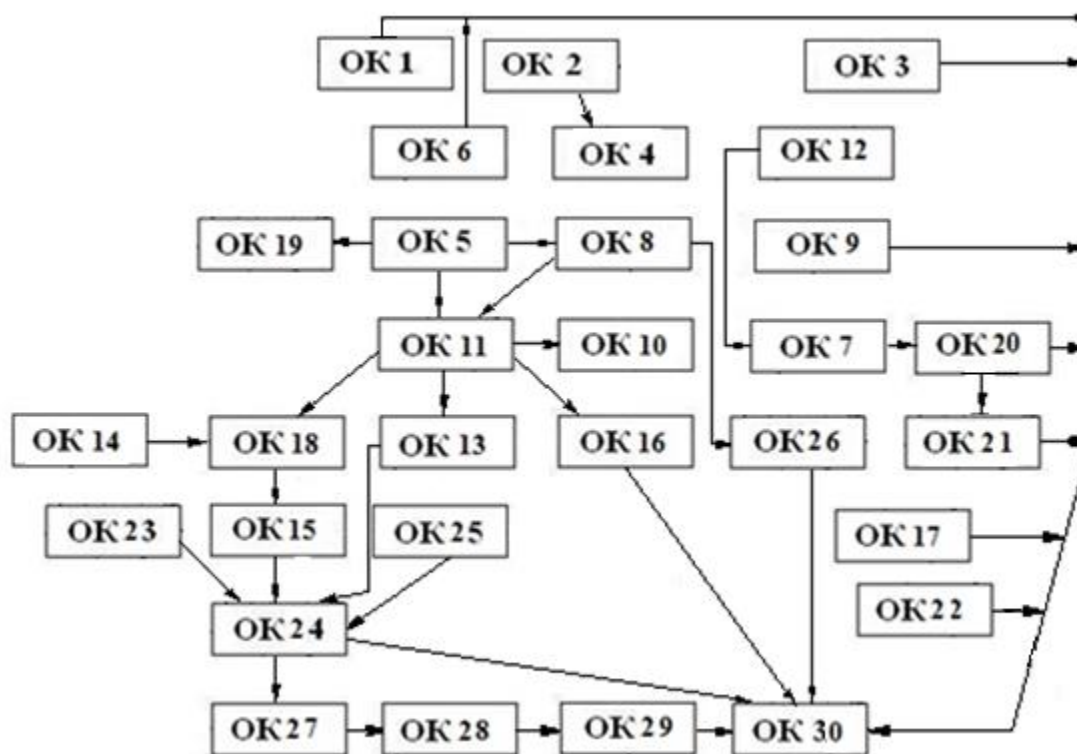 ОК 1
ОК 2
ОК 3
ОК 6
ОК 4
ОК 12
ОК 19
ОК 5
ОК 8
ОК 9
ОК 11
ОК 10
ОК 7
ОК 20
ОК 14
ОК 18
ОК 13
ОК 16
ОК 26
ОК 21
ОК 23
ОК 15
ОК 25
ОК 17
ОК 24
ОК 22
ОК 27
ОК 28
ОК 29
ОК 30